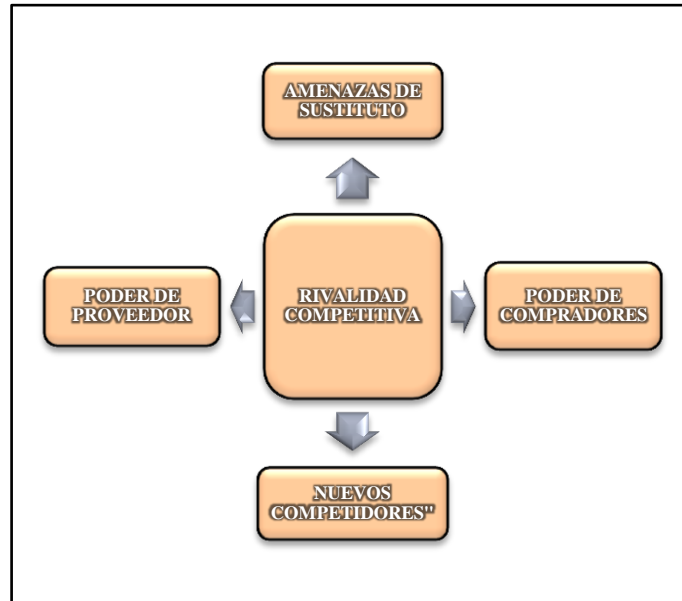 AMENAZAS DE
SUSTITUTO
PODER DE
PROVEEDOR
RIVALIDAD
COMPETITIVA
PODER DE
COMPRADORES
NUEVOS
COMPETIDORES"